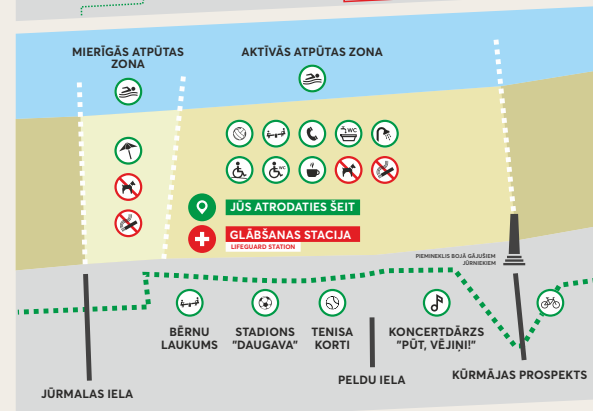 MIERĪGĀS ATPŪTAS
ZONA
AKTĪVĀS ATPŪTAS ZONA
WC
WC
JŪS ATRODATIES ŠEIT
GLĀBŠANAS STACIJA
LIFEGUARD STATION
PIEMINEKLIS BOJĀ GĀJUŠIEM
JŪRNIEKIEM
BĒRNU
LAUKUMS
STADIONS
"DAUGAVA"
TENISA
KORTI
KONCERTDĀRZS
"PŪT, VĒJIŅI!"
PELDU IELA
KŪRMĀJAS PROSPEKTS
JŪRMALAS IELA